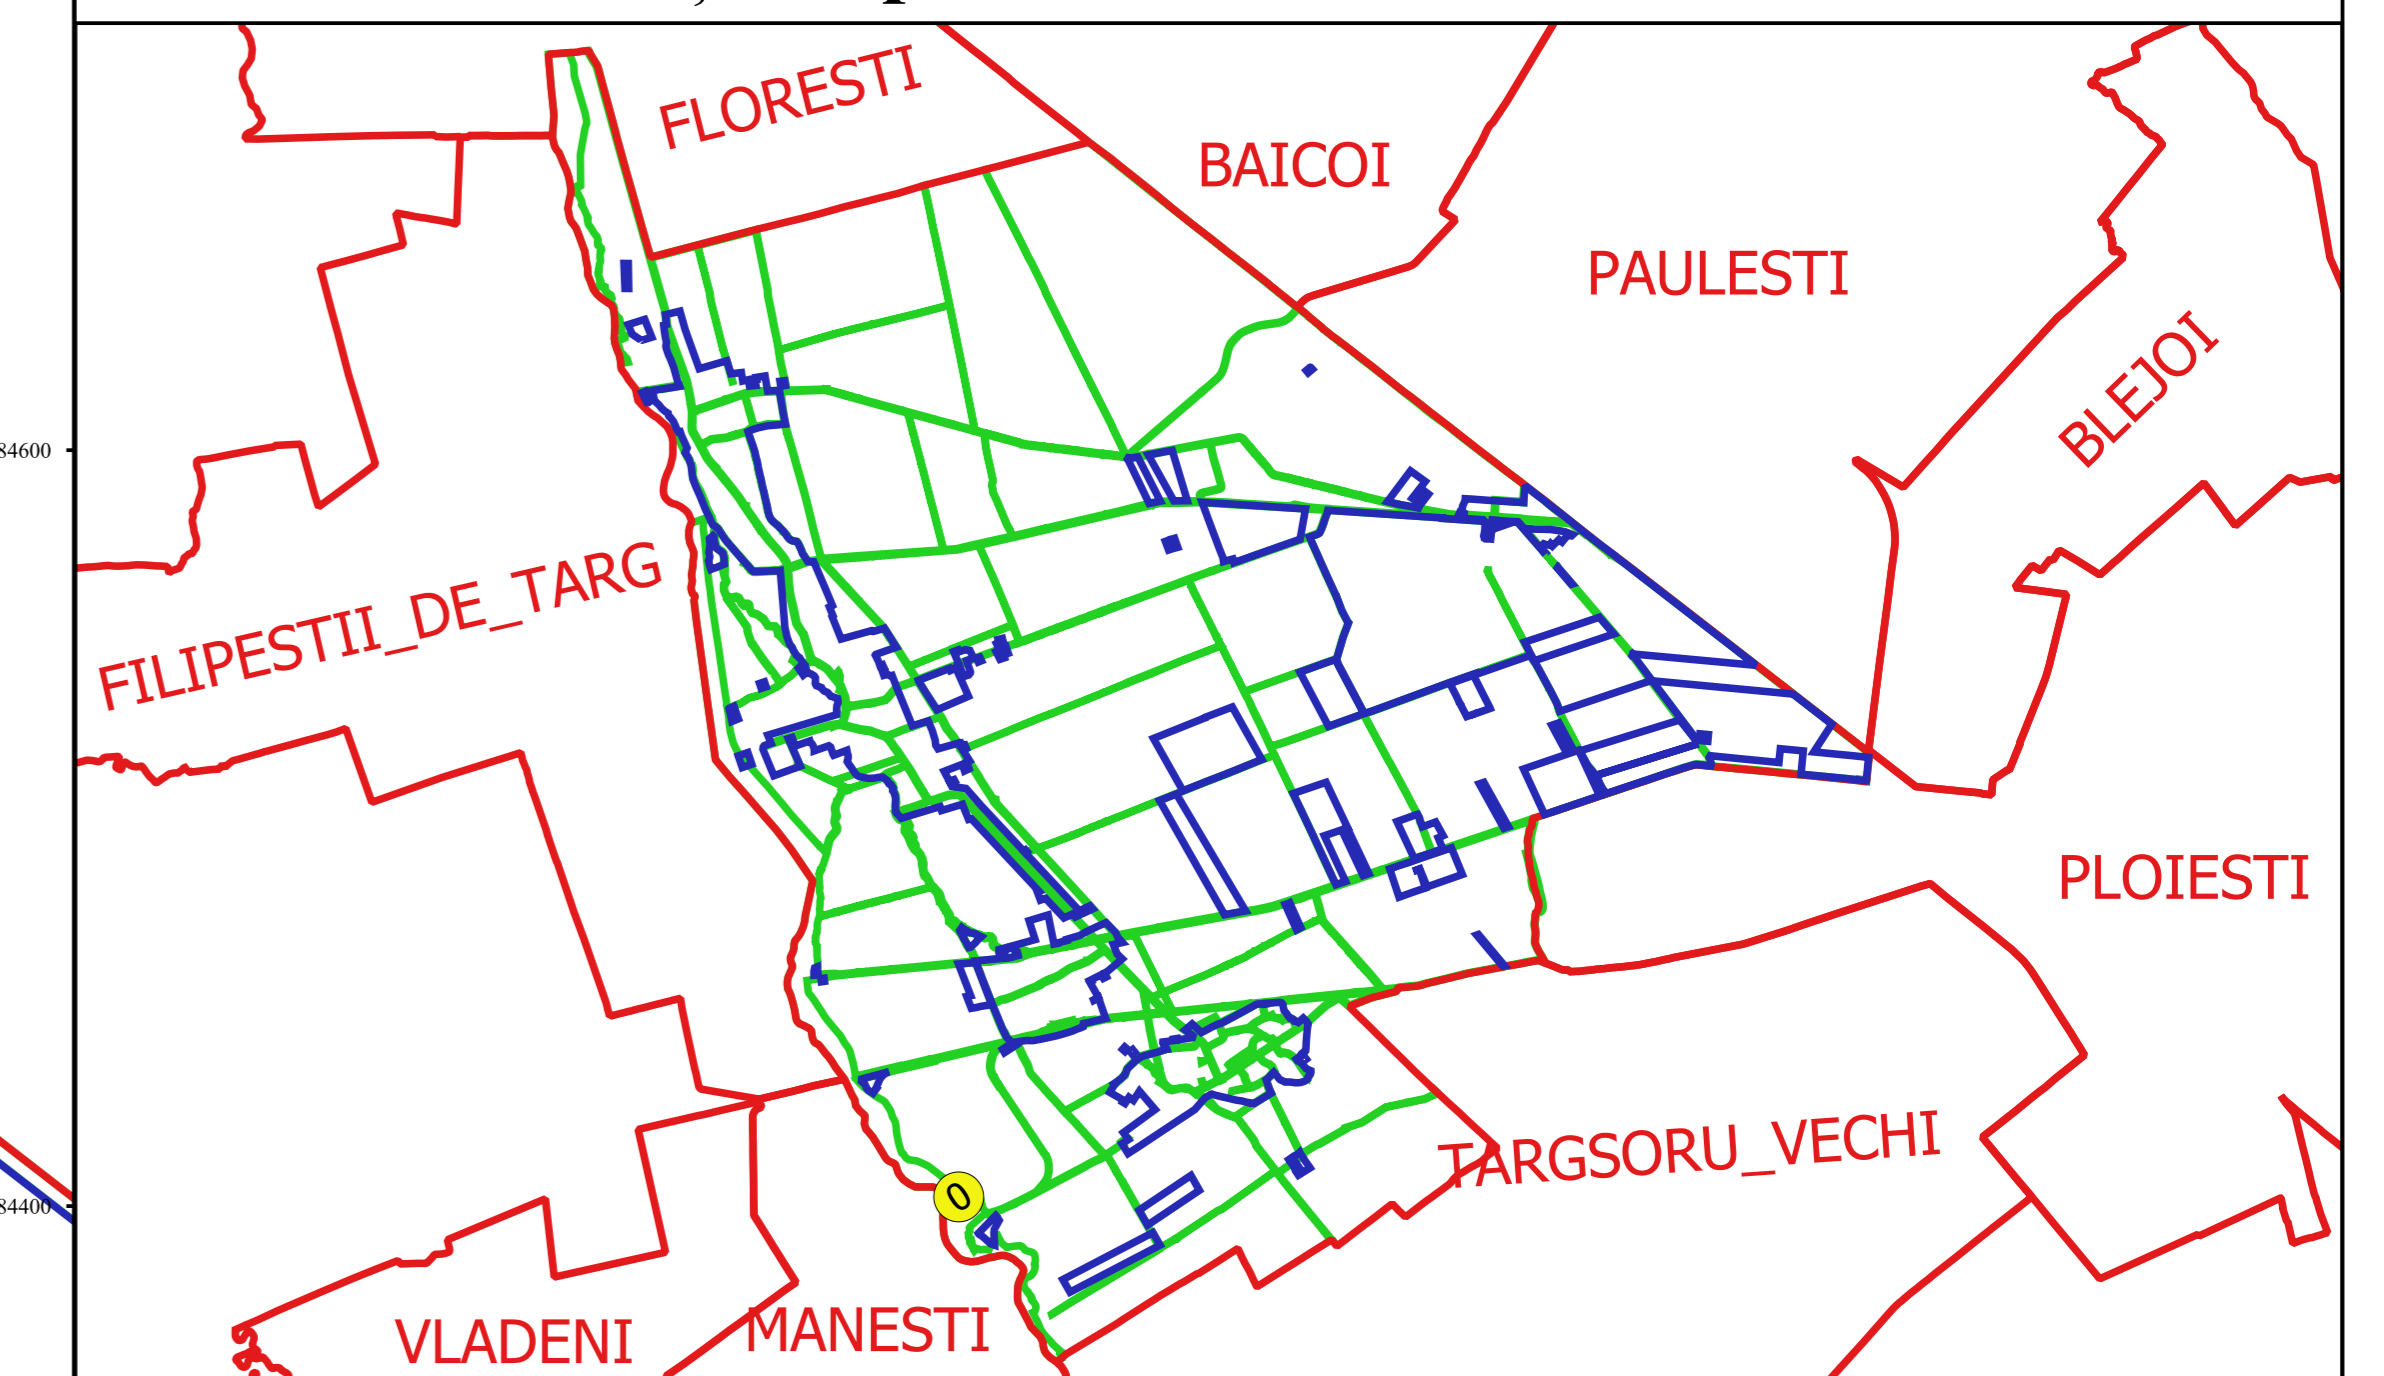 FLORESTI
BAICOI
PAULESTI
BLEJOI
84600
FILIPESTII_DE_TARG
PLOIESTI
TARGSORU_VECHI
0
84400
VLADENI
MANESTI